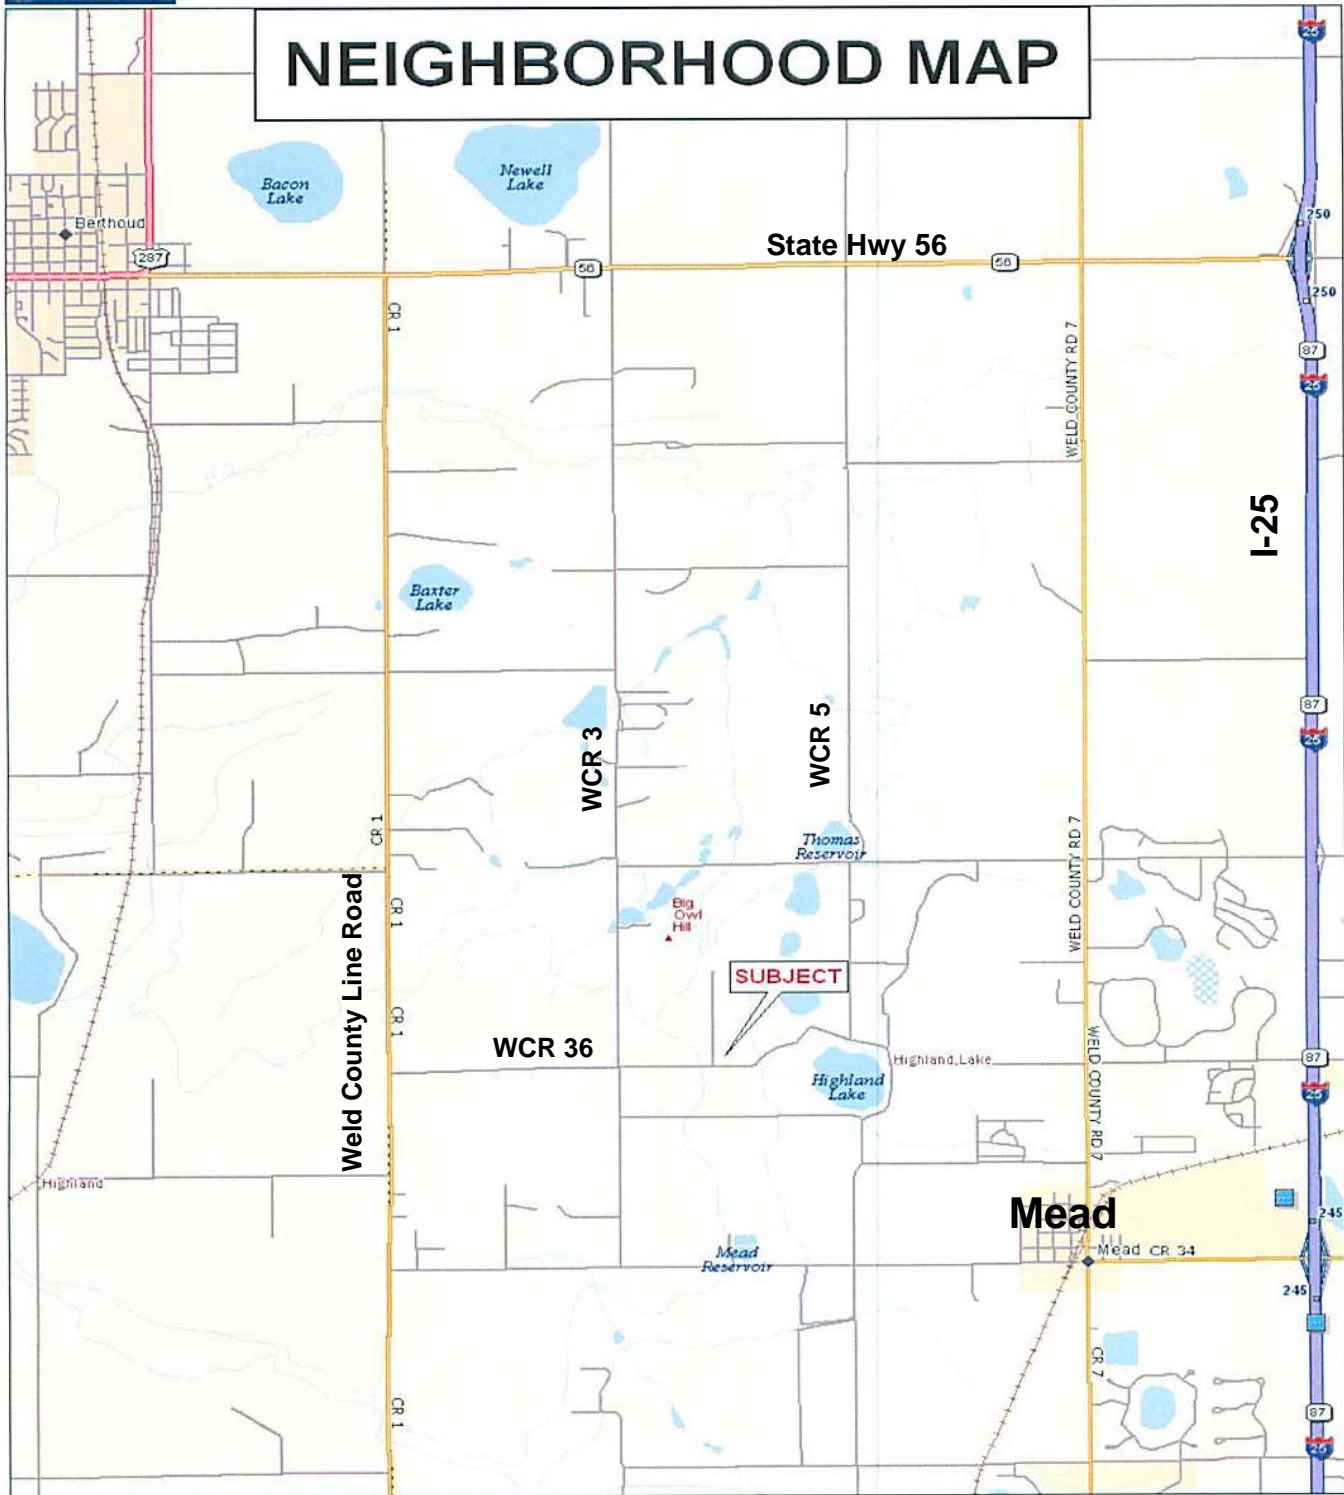 NEIGHBORHOOD MAP
25
Bacon
Lake
Newell
Lake
Berthoud
250
287
State Hwy 56
56
56
250
CR 1
WELD COUNTY RD 7
87
25
I-25
Baxter
Lake
WCR 3
WCR 5
87
25
CR 1
Thomas
Reservoir
WELD COUNTY RD 7
Weld County Line Road
CR 1
Big
Owl
Hill
SUBJECT
CR 1
WCR 36
Highland Lake
WELD COUNTY RD 7
87
25
Highland
Lake
Highland
Mead
245
Mead
Reservoir
Mead CR 34
245
CR 7
CR 1
87
25